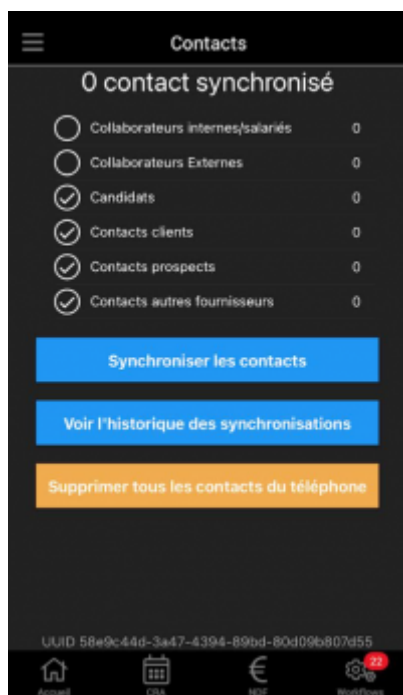 Contacts
0 contact synchronisé
Collaborateurs internes/salariés 0
Collaborateurs Externes 0
Candidats 0
Contacts clients 0
Contacts prospects 0
Contacts autres fournisseurs 0
Synchroniser les contacts
Voir l'historique des synchronisations
Supprimer tous les contacts du téléphone
UUID 58e9c44d-3a47-4394-89bd-80d09b807d55
22
Accueil CRA NDF Workflows